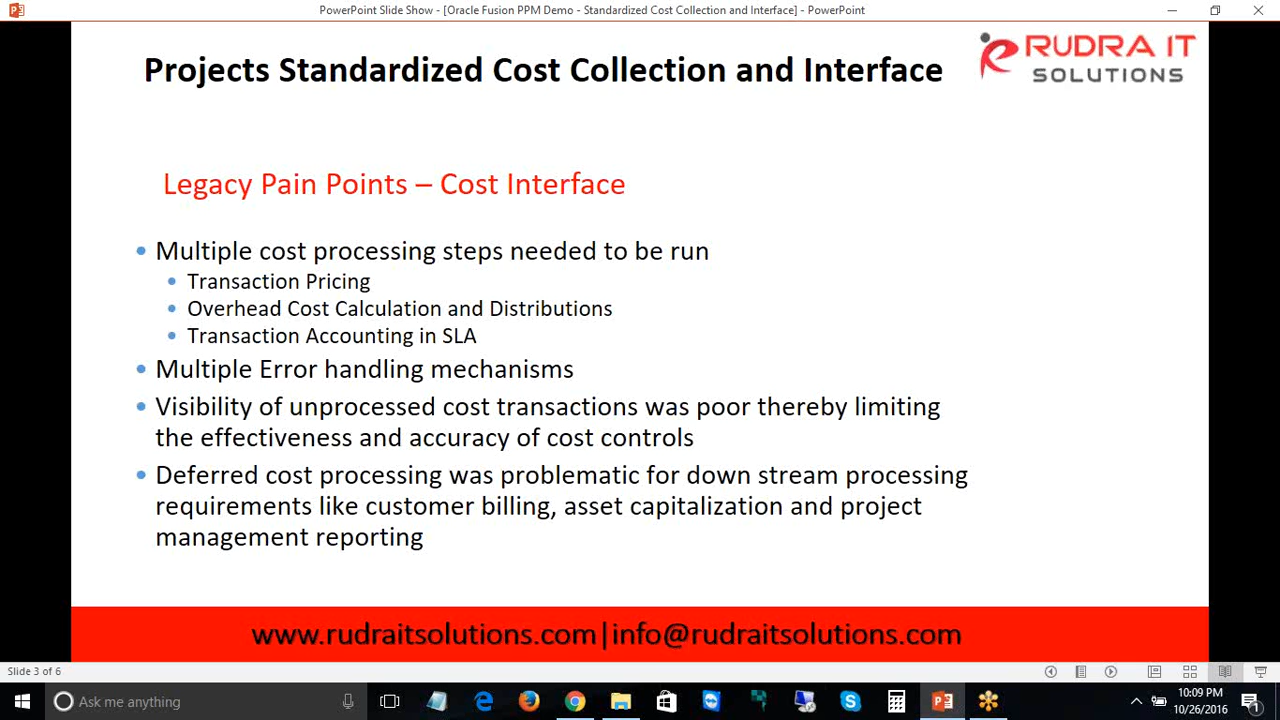 PowerPoint Slide Show - [Oracle Fusion PPM Demo - Standardized Cost Collection and Interface] - PowerPoint
Projects Standardized Cost Collection and Interface
RUDRA IT
SOLUTIONS
Legacy Pain Points – Cost Interface
• Multiple cost processing steps needed to be run
• Transaction Pricing
• Overhead Cost Calculation and Distributions
• Transaction Accounting in SLA
• Multiple Error handling mechanisms
• Visibility of unprocessed cost transactions was poor thereby limiting
the effectiveness and accuracy of cost controls
• Deferred cost processing was problematic for down stream processing
requirements like customer billing, asset capitalization and project
management reporting
www.rudraitsolutions.com|info@rudraitsolutions.com
Slide 3 of 6
Ask me anything
10:09 PM
10/26/2016
1